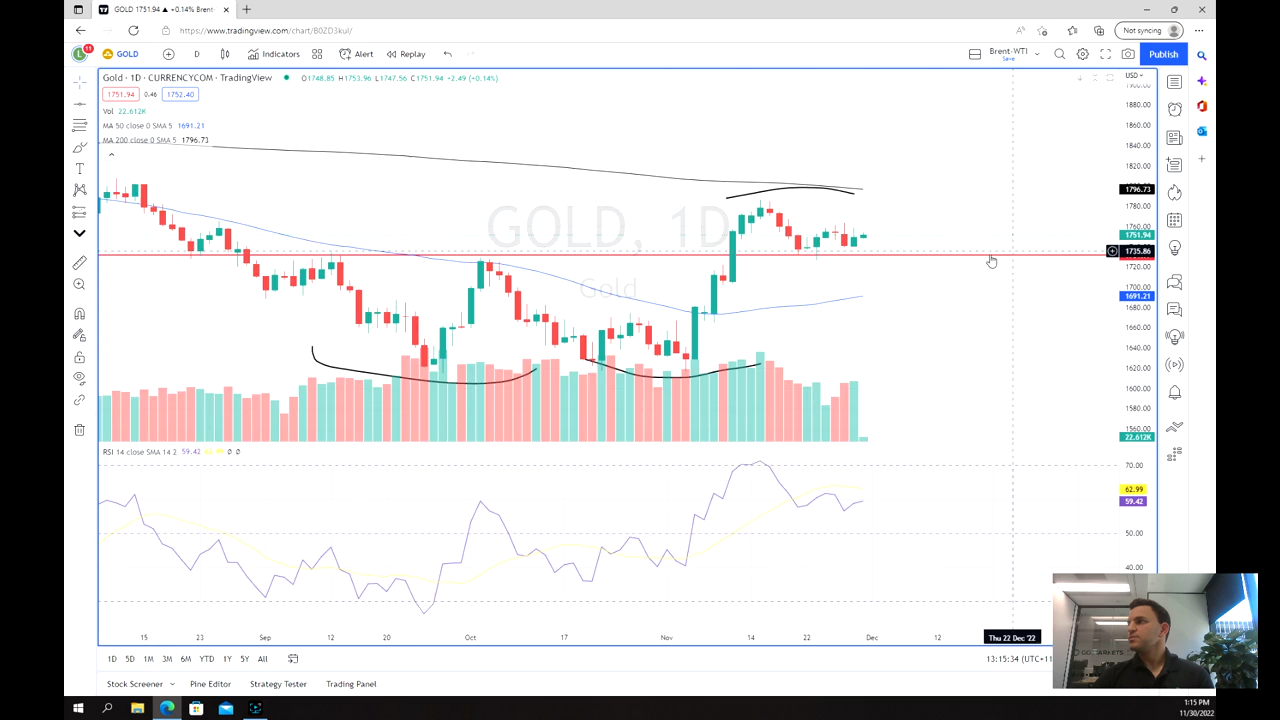 GOLD 1751.94 ▲ +0.14% Brent-
https://www.tradingview.com/chart/B0ZD3kul/
Not syncing
11
GOLD
D
Indicators
Alert
Replay
Brent-WTI
Save
Publish
Gold · 1D · CURRENCYCOM · TradingView
O1748.85 H1753.96 L1747.56 C1751.94 +2.49 (+0.14%)
USD
1751.94
0.46
1752.40
Vol 22.612K
MA 50 close 0 SMA 5 1691.21
MA 200 close 0 SMA 5 1796.73
GOLD, 1D
Gold
1900.00
1880.00
1860.00
1840.00
1820.00
1796.73
1780.00
1760.00
1751.94
1735.86
1720.00
1700.00
1691.21
1680.00
1660.00
1640.00
1620.00
1600.00
1580.00
1560.00
22.612K
RSI 14 close SMA 14 2 59.42 62.99 Ø Ø
70.00
62.99
59.42
50.00
40.00
15
23
Sep
12
20
Oct
17
Nov
14
22
Dec
12
Thu 22 Dec '22
1D
5D
1M
3M
6M
YTD
1Y
5Y
All
13:15:34 (UTC+11
Stock Screener
Pine Editor
Strategy Tester
Trading Panel
1:15 PM
11/30/2022